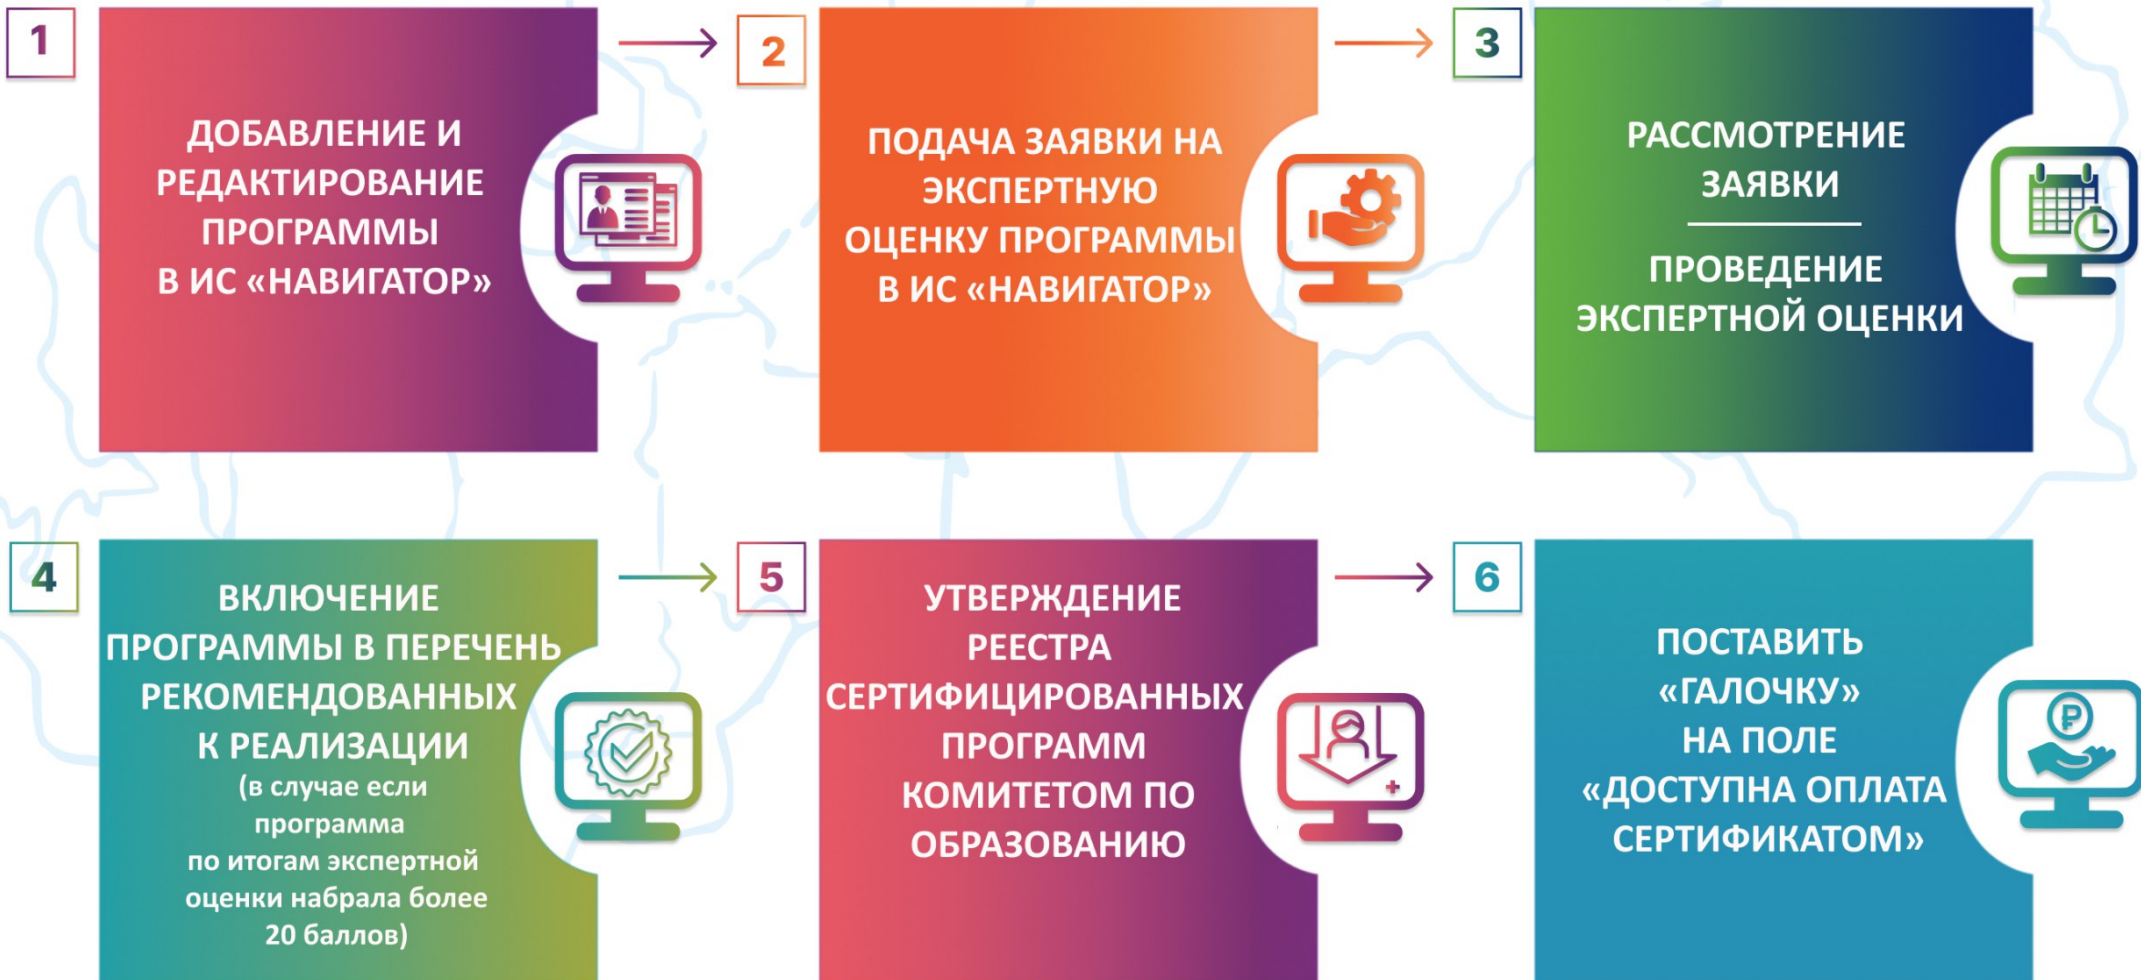 1
ДОБАВЛЕНИЕ И
РЕДАКТИРОВАНИЕ
ПРОГРАММЫ
В ИС «НАВИГАТОР»
2
ПОДАЧА ЗАЯВКИ НА
ЭКСПЕРТНУЮ
ОЦЕНКУ ПРОГРАММЫ
В ИС «НАВИГАТОР»
3
РАССМОТРЕНИЕ
ЗАЯВКИ
ПРОВЕДЕНИЕ
ЭКСПЕРТНОЙ ОЦЕНКИ
4
ВКЛЮЧЕНИЕ
ПРОГРАММЫ В ПЕРЕЧЕНЬ
РЕКОМЕНДОВАННЫХ
К РЕАЛИЗАЦИИ
(в случае если
программа
по итогам экспертной
оценки набрала более
20 баллов)
5
УТВЕРЖДЕНИЕ
РЕЕСТРА
СЕРТИФИЦИРОВАННЫХ
ПРОГРАММ
КОМИТЕТОМ ПО
ОБРАЗОВАНИЮ
6
ПОСТАВИТЬ
«ГАЛОЧКУ»
НА ПОЛЕ
«ДОСТУПНА ОПЛАТА
СЕРТИФИКАТОМ»